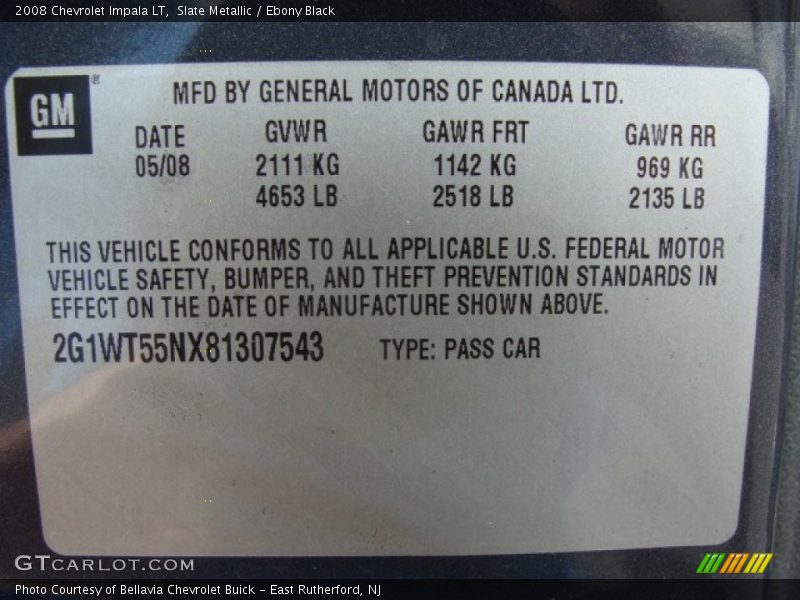 2008 Chevrolet Impala LT,  Slate Metallic / Ebony Black
GM ®
MFD BY GENERAL MOTORS OF CANADA LTD.
DATE GVWR GAWR FRT GAWR RR
05/08 2111 KG 1142 KG 969 KG
4653 LB 2518 LB 2135 LB
THIS VEHICLE CONFORMS TO ALL APPLICABLE U.S. FEDERAL MOTOR
VEHICLE SAFETY, BUMPER, AND THEFT PREVENTION STANDARDS IN
EFFECT ON THE DATE OF MANUFACTURE SHOWN ABOVE.
2G1WT55NX81307543 TYPE: PASS CAR
GTCARLOT.COM
Photo Courtesy of Bellavia Chevrolet Buick – East Rutherford, NJ